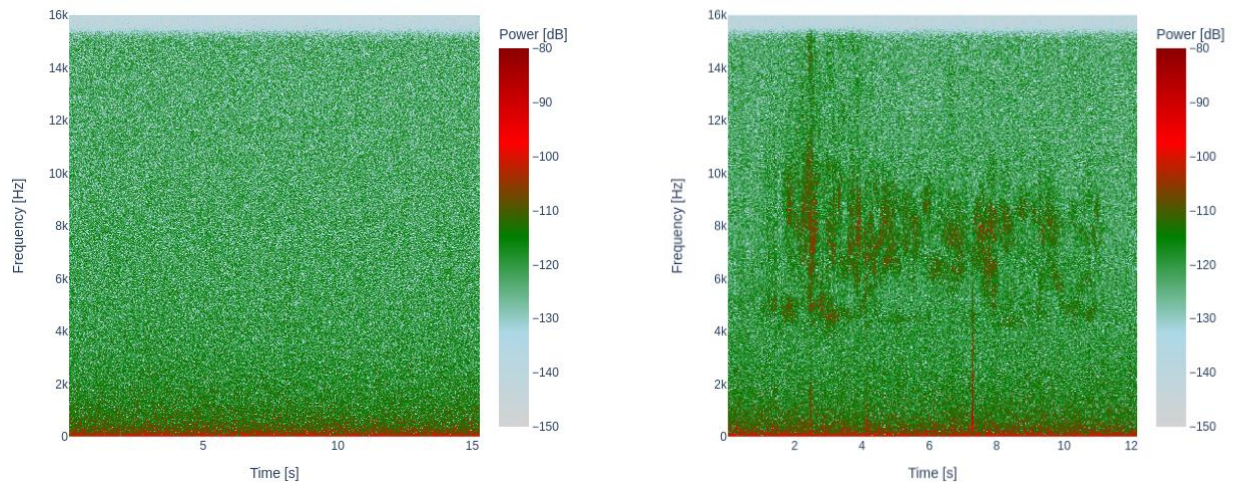 16k
14k
12k
10k
8k
6k
4k
2k
0
Frequency [Hz]
5
10
15
Time [s]
Power [dB]
−80
−90
−100
−110
−120
−130
−140
−150
16k
14k
12k
10k
8k
6k
4k
2k
0
Frequency [Hz]
2
4
6
8
10
12
Time [s]
Power [dB]
−80
−90
−100
−110
−120
−130
−140
−150